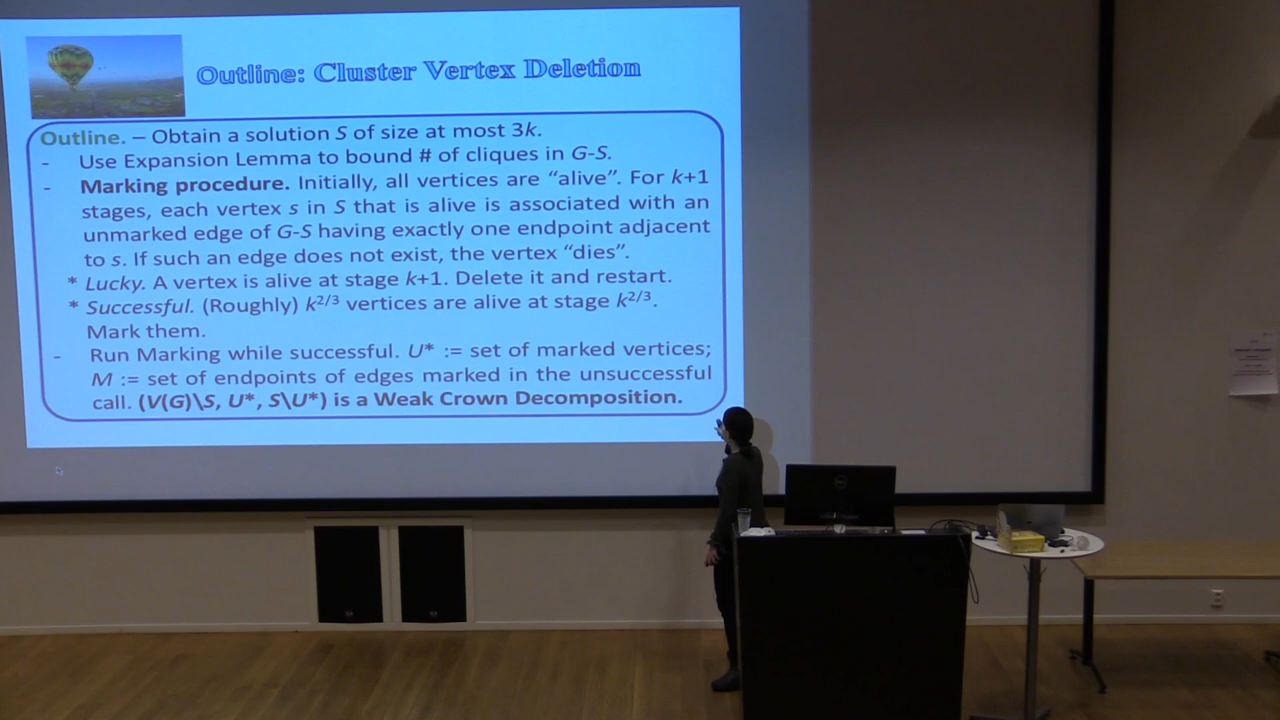 Outline: Cluster Vertex Deletion
Outline. – Obtain a solution S of size at most 3k.
- Use Expansion Lemma to bound # of cliques in G-S.
- Marking procedure. Initially, all vertices are “alive”. For k+1
stages, each vertex s in S that is alive is associated with an
unmarked edge of G-S having exactly one endpoint adjacent
to s. If such an edge does not exist, the vertex “dies”.
* Lucky. A vertex is alive at stage k+1. Delete it and restart.
* Successful. (Roughly) k^2/3 vertices are alive at stage k^2/3.
Mark them.
- Run Marking while successful. U* := set of marked vertices;
M := set of endpoints of edges marked in the unsuccessful
call. (V(G)\S, U*, S\U*) is a Weak Crown Decomposition.